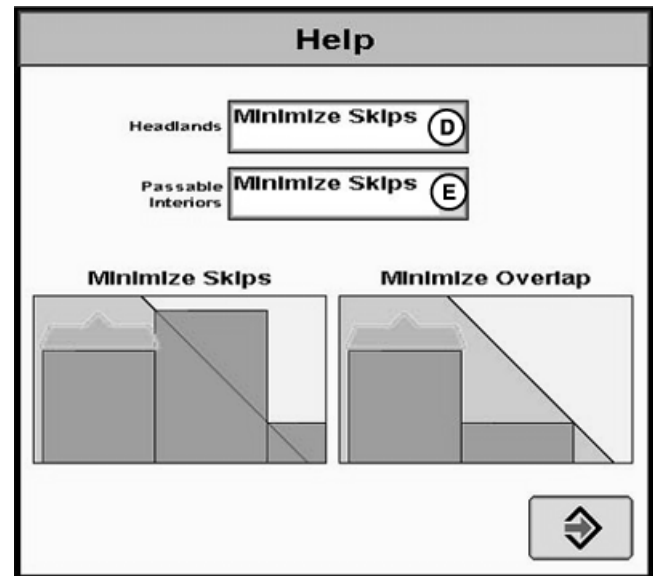 Help
Headlands
Minimize Skips
D
Passable
Interiors
Minimize Skips
E
Minimize Skips
Minimize Overlap